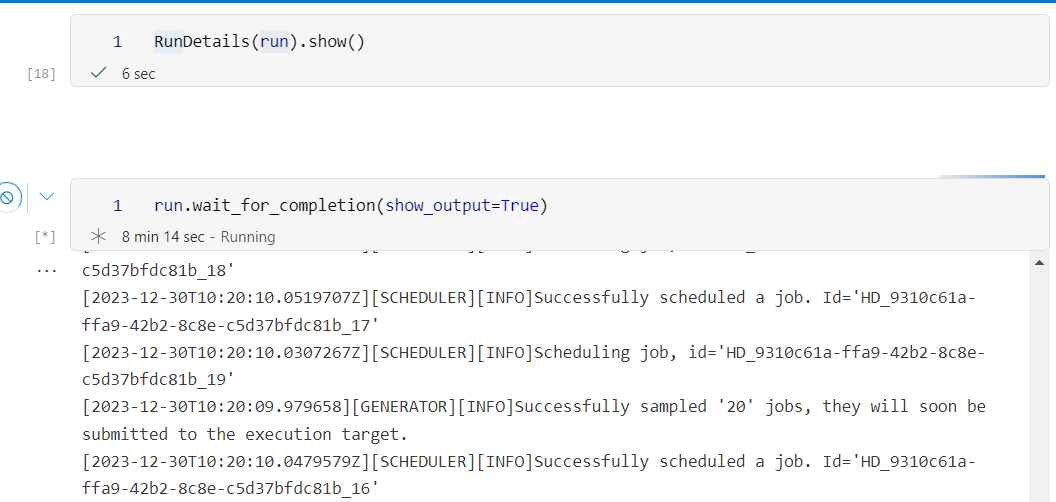 1 RunDetails(run).show()
[18] 6 sec
1 run.wait_for_completion(show_output=True)
[*] 8 min 14 sec - Running
c5d37bfdc81b_18'
[2023-12-30T10:20:10.0519707Z][SCHEDULER][INFO]Successfully scheduled a job. Id='HD_9310c61a-
ffa9-42b2-8c8e-c5d37bfdc81b_17'
[2023-12-30T10:20:10.0307267Z][SCHEDULER][INFO]Scheduling job, id='HD_9310c61a-ffa9-42b2-8c8e-
c5d37bfdc81b_19'
[2023-12-30T10:20:09.979658][GENERATOR][INFO]Successfully sampled '20' jobs, they will soon be
submitted to the execution target.
[2023-12-30T10:20:10.0479579Z][SCHEDULER][INFO]Successfully scheduled a job. Id='HD_9310c61a-
ffa9-42b2-8c8e-c5d37bfdc81b_16'